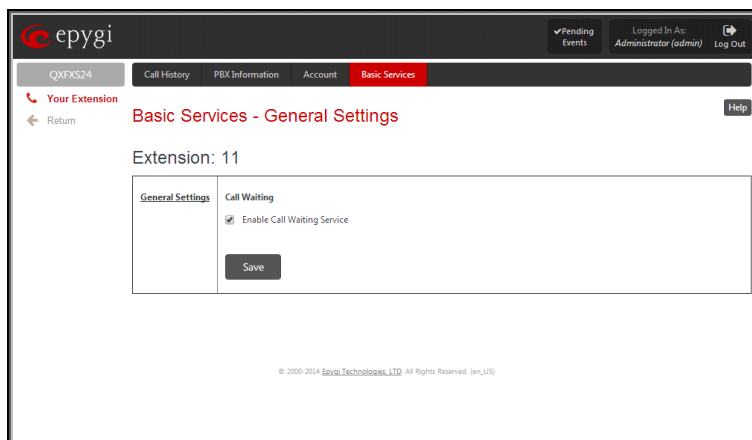 epygi
✔Pending Events
Logged In As:
Administrator (admin)
Log Out
QXFXS24
Call History
PBX Information
Account
Basic Services
Your Extension
Return
Basic Services - General Settings
Help
Extension: 11
General Settings
Call Waiting
Enable Call Waiting Service
Save
© 2000-2014 Epygi Technologies, LTD. All Rights Reserved. (en_US)